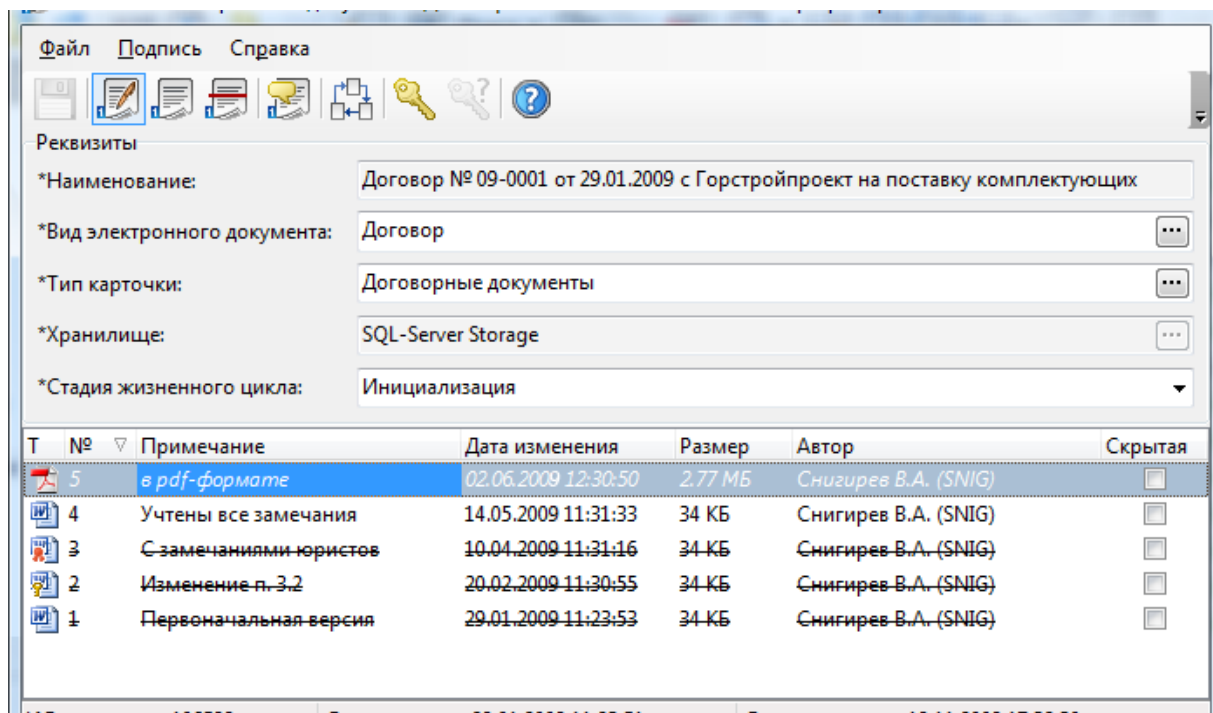 Файл Подпись Справка
Реквизиты
*Наименование: Договор № 09-0001 от 29.01.2009 с Горстройпроект на поставку комплектующих
*Вид электронного документа: Договор ...
*Тип карточки: Договорные документы ...
*Хранилище: SQL-Server Storage ...
*Стадия жизненного цикла: Инициализация
Т № Примечание Дата изменения Размер Автор Скрытая
5 в pdf-формате 02.06.2009 12:30:50 2.77 МБ Снигирев В.А. (SNIG)
4 Учтены все замечания 14.05.2009 11:31:33 34 КБ Снигирев В.А. (SNIG)
3 С замечаниями юристов 10.04.2009 11:31:16 34 КБ Снигирев В.А. (SNIG)
2 Изменение п. 3.2 20.02.2009 11:30:55 34 КБ Снигирев В.А. (SNIG)
1 Первоначальная версия 29.01.2009 11:23:53 34 КБ Снигирев В.А. (SNIG)